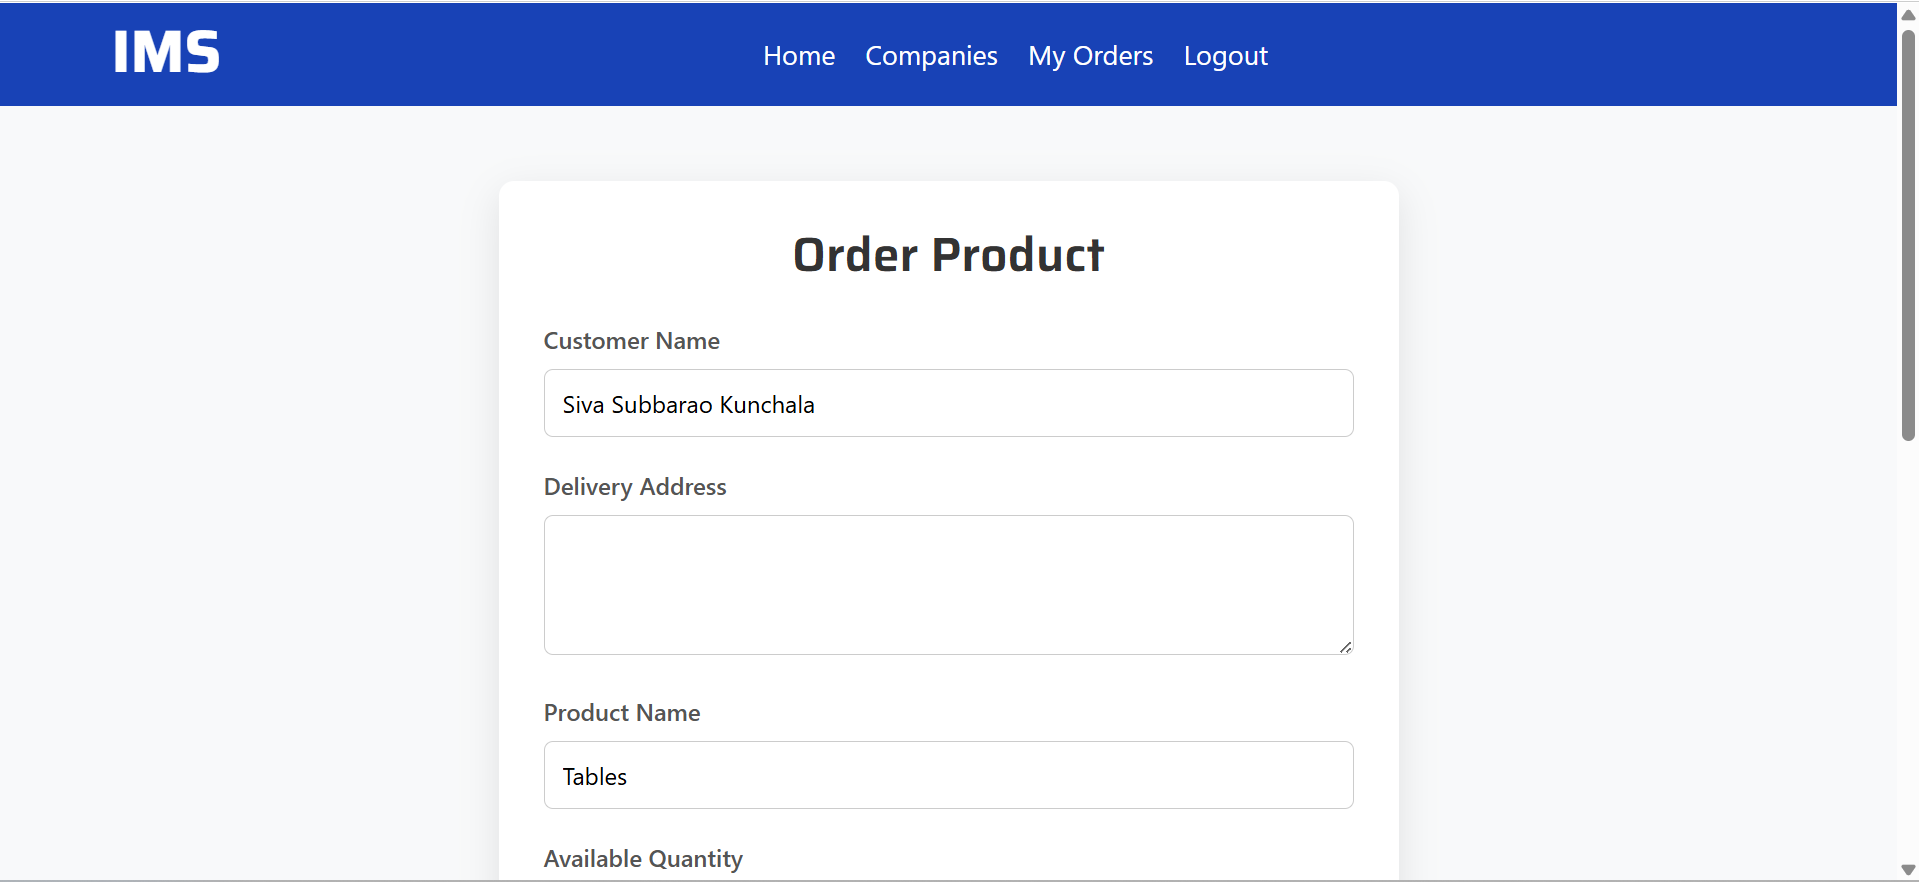 IMS
Home Companies My Orders Logout
Order Product
Customer Name
Siva Subbarao Kunchala
Delivery Address
Product Name
Tables
Available Quantity